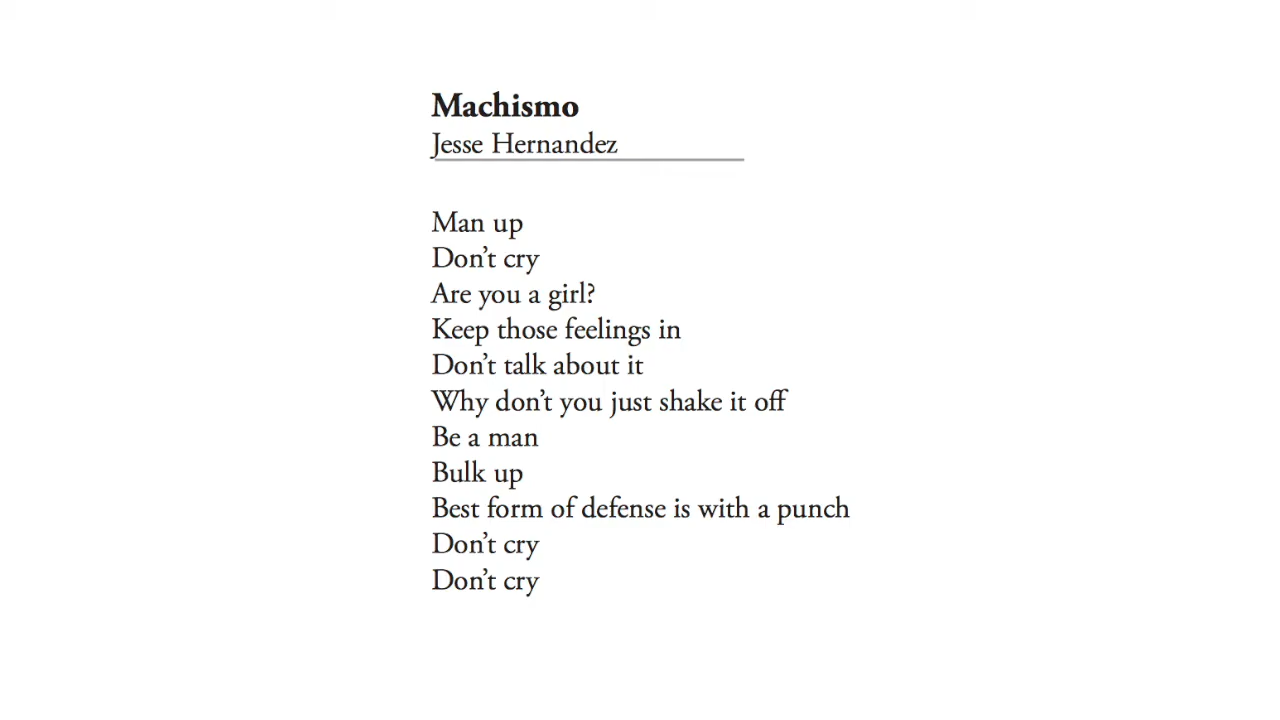 Machismo
Jesse Hernandez
Man up
Don’t cry
Are you a girl?
Keep those feelings in
Don’t talk about it
Why don’t you just shake it off
Be a man
Bulk up
Best form of defense is with a punch
Don’t cry
Don’t cry